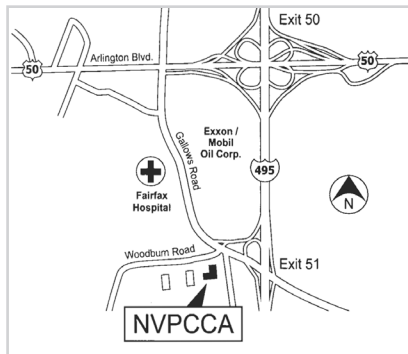 Exit 50
Arlington Blvd.
50
50
Gallows Road
Exxon /
Mobil
Oil Corp.
495
Fairfax
Hospital
N
Woodburn Road
Exit 51
NVPCCA